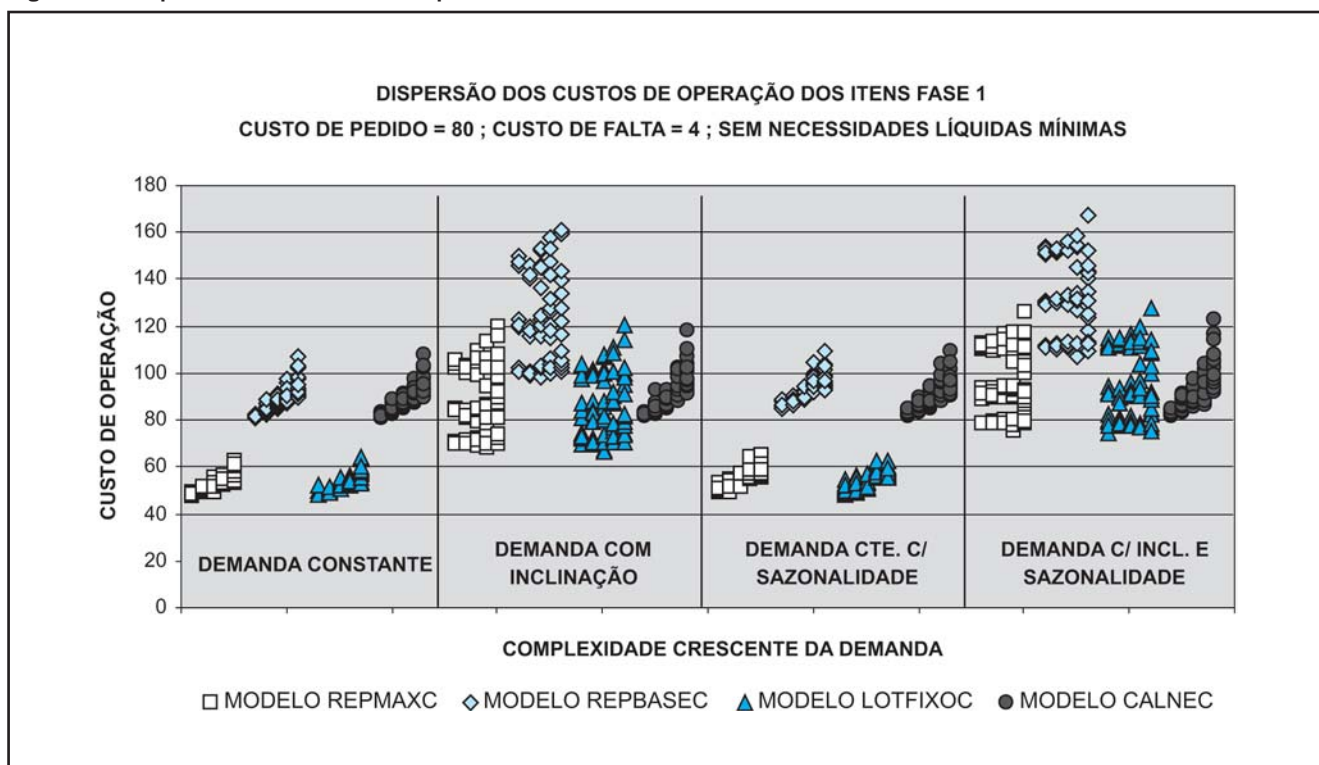 DISPERSÃO DOS CUSTOS DE OPERAÇÃO DOS ITENS FASE 1
CUSTO DE PEDIDO = 80 ; CUSTO DE FALTA = 4 ; SEM NECESSIDADES LÍQUIDAS MÍNIMAS
CUSTO DE OPERAÇÃO
180
160
140
120
100
80
60
40
20
0
DEMANDA CONSTANTE
DEMANDA COM
INCLINAÇÃO
DEMANDA CTE. C/
SAZONALIDADE
DEMANDA C/ INCL. E
SAZONALIDADE
COMPLEXIDADE CRESCENTE DA DEMANDA
MODELO REPMAXC MODELO REPBASEC MODELO LOTFIXOC MODELO CALNEC